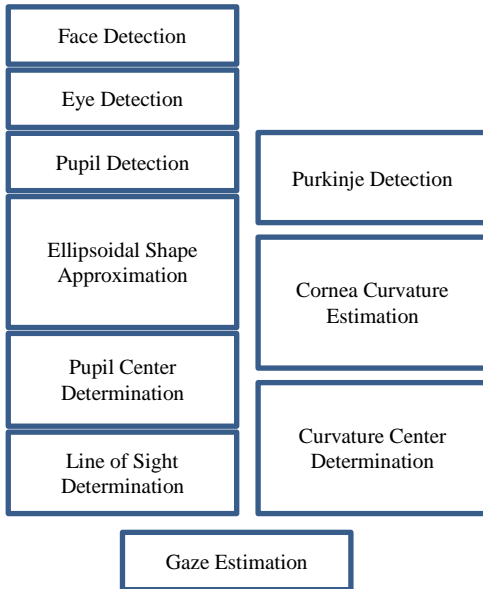 Face Detection
Eye Detection
Pupil Detection
Ellipsoidal Shape
Approximation
Pupil Center
Determination
Line of Sight
Determination
Purkinje Detection
Cornea Curvature
Estimation
Curvature Center
Determination
Gaze Estimation